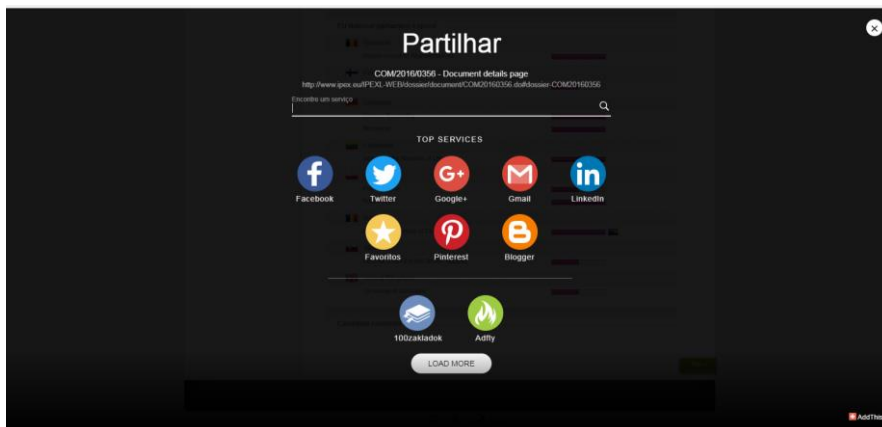 Partilhar
COM/2016/0356 - Document details page
http://www.ipex.eu/IPEXL-WEB/dossier/document/COM20160356.do#dossier-COM20160356
Encontre um serviço
TOP SERVICES
Facebook
Twitter
G+
Google+
Gmail
in
LinkedIn
Favoritos
Pinterest
Blogger
100zakladok
Adfly
LOAD MORE
AddThis